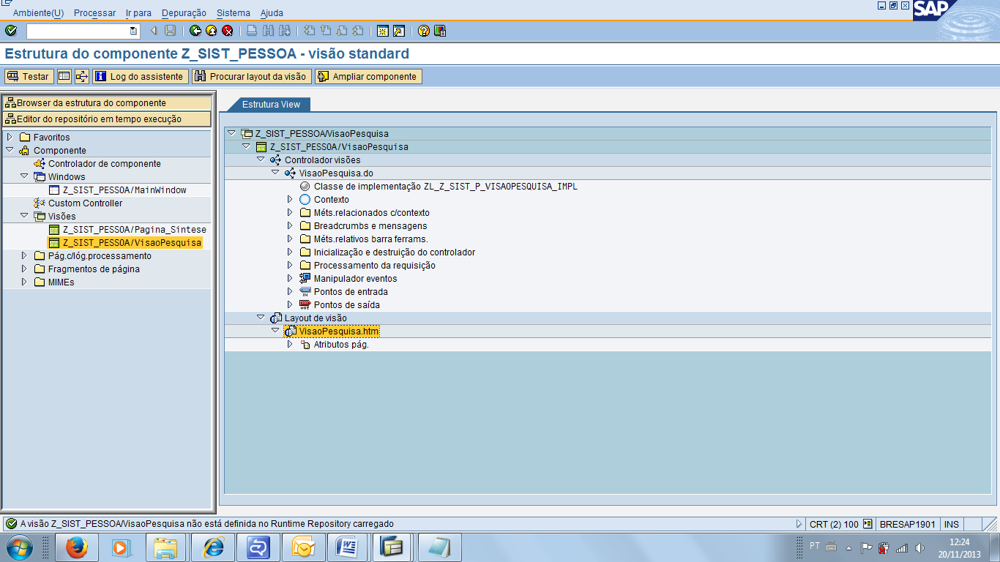 Ambiente(U) Processar Ir para Depuração Sistema Ajuda
SAP
Estrutura do componente Z_SIST_PESSOA - visão standard
Testar Log do assistente Procurar layout da visão Ampliar componente
Browser da estrutura do componente
Editor do repositório em tempo execução
Favoritos
Componente
Controlador de componente
Windows
Z_SIST_PESSOA/MainWindow
Custom Controller
Visões
Z_SIST_PESSOA/Pagina_Sintese
Z_SIST_PESSOA/VisaoPesquisa
Pág.c/lóg.processamento
Fragmentos de página
MIMEs
Estrutura View
Z_SIST_PESSOA/VisaoPesquisa
Z_SIST_PESSOA/VisaoPesquisa
Controlador visões
VisaoPesquisa.do
Classe de implementação ZL_Z_SIST_P_VISAOPESQUISA_IMPL
Contexto
Méts.relacionados c/contexto
Breadcrumbs e mensagens
Méts.relativos barra ferrams.
Inicialização e destruição do controlador
Processamento da requisição
Manipulador eventos
IN Pontos de entrada
OUT Pontos de saída
Layout de visão
VisaoPesquisa.htm
Atributos pág.
A visão Z_SIST_PESSOA/VisaoPesquisa não está definida no Runtime Repository carregado
CRT (2) 100 BRESAP1901 INS
PT 12:24
20/11/2013